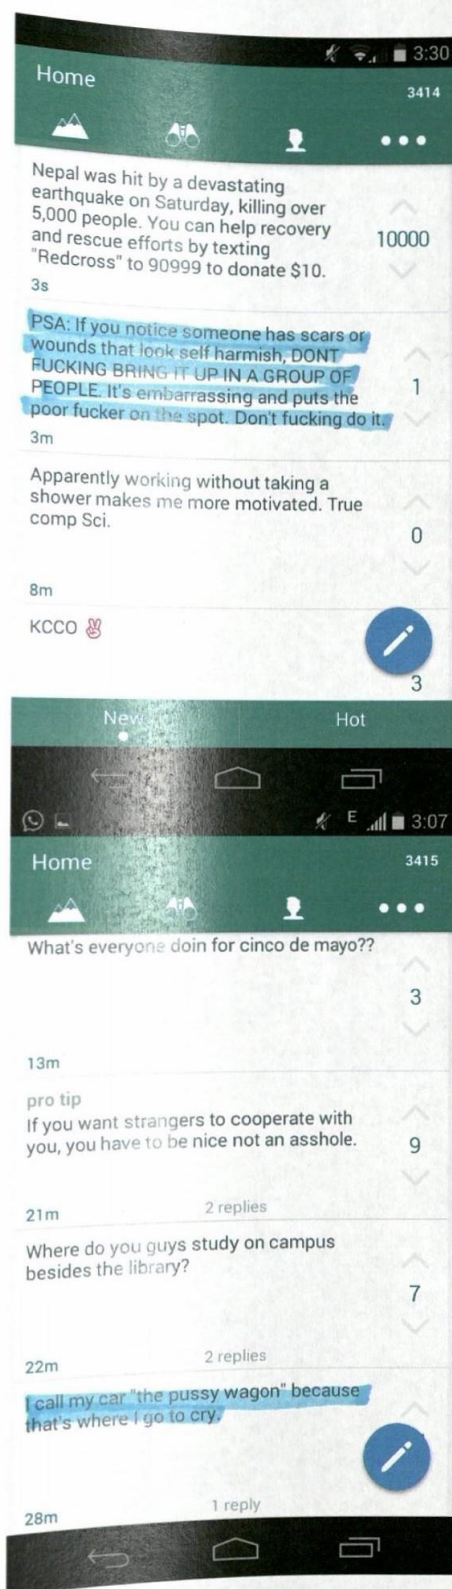 3:30
Home
3414
Nepal was hit by a devastating
earthquake on Saturday, killing over
5,000 people. You can help recovery
and rescue efforts by texting
"Redcross" to 90999 to donate $10.
10000
3s
PSA: If you notice someone has scars or
wounds that look self harmish, DONT
FUCKING BRING IT UP IN A GROUP OF
PEOPLE. It's embarrassing and puts the
poor fucker on the spot. Don't fucking do it.
1
3m
Apparently working without taking a
shower makes me more motivated. True
comp Sci.
0
8m
KCCO ✌
3
New
Hot
E 3:07
Home
3415
What's everyone doin for cinco de mayo??
3
13m
pro tip
If you want strangers to cooperate with
you, you have to be nice not an asshole.
9
21m
2 replies
Where do you guys study on campus
besides the library?
7
22m
2 replies
I call my car "the pussy wagon" because
that's where I go to cry.
28m
1 reply